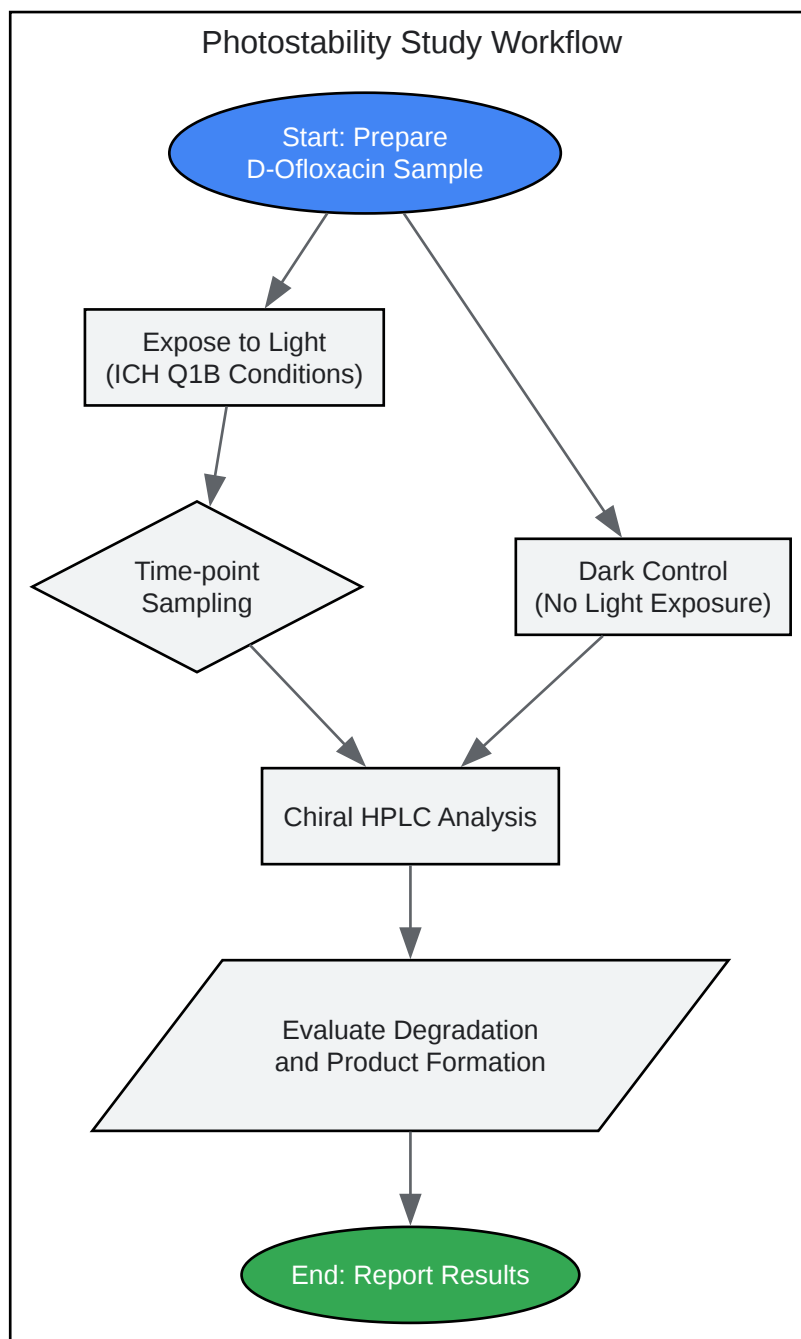 Photostability Study Workflow
Start: Prepare
D-Ofloxacin Sample
Expose to Light
(ICH Q1B Conditions)
Time-point
Sampling
Dark Control
(No Light Exposure)
Chiral HPLC Analysis
Evaluate Degradation
and Product Formation
End: Report Results